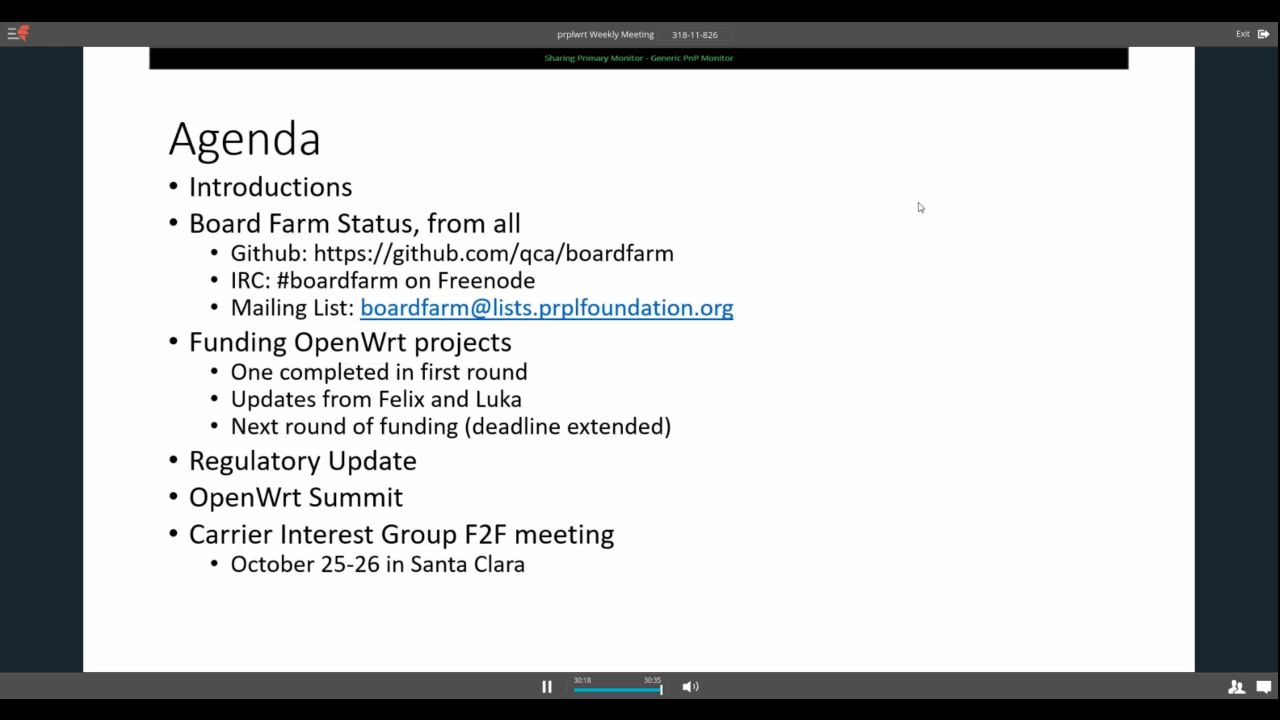 prplwrt Weekly Meeting 318-11-826 Exit
Sharing Primary Monitor - Generic PnP Monitor
Agenda
• Introductions
• Board Farm Status, from all
• Github: https://github.com/qca/boardfarm
• IRC: #boardfarm on Freenode
• Mailing List: boardfarm@lists.prplfoundation.org
• Funding OpenWrt projects
• One completed in first round
• Updates from Felix and Luka
• Next round of funding (deadline extended)
• Regulatory Update
• OpenWrt Summit
• Carrier Interest Group F2F meeting
• October 25-26 in Santa Clara
30:18 30:35